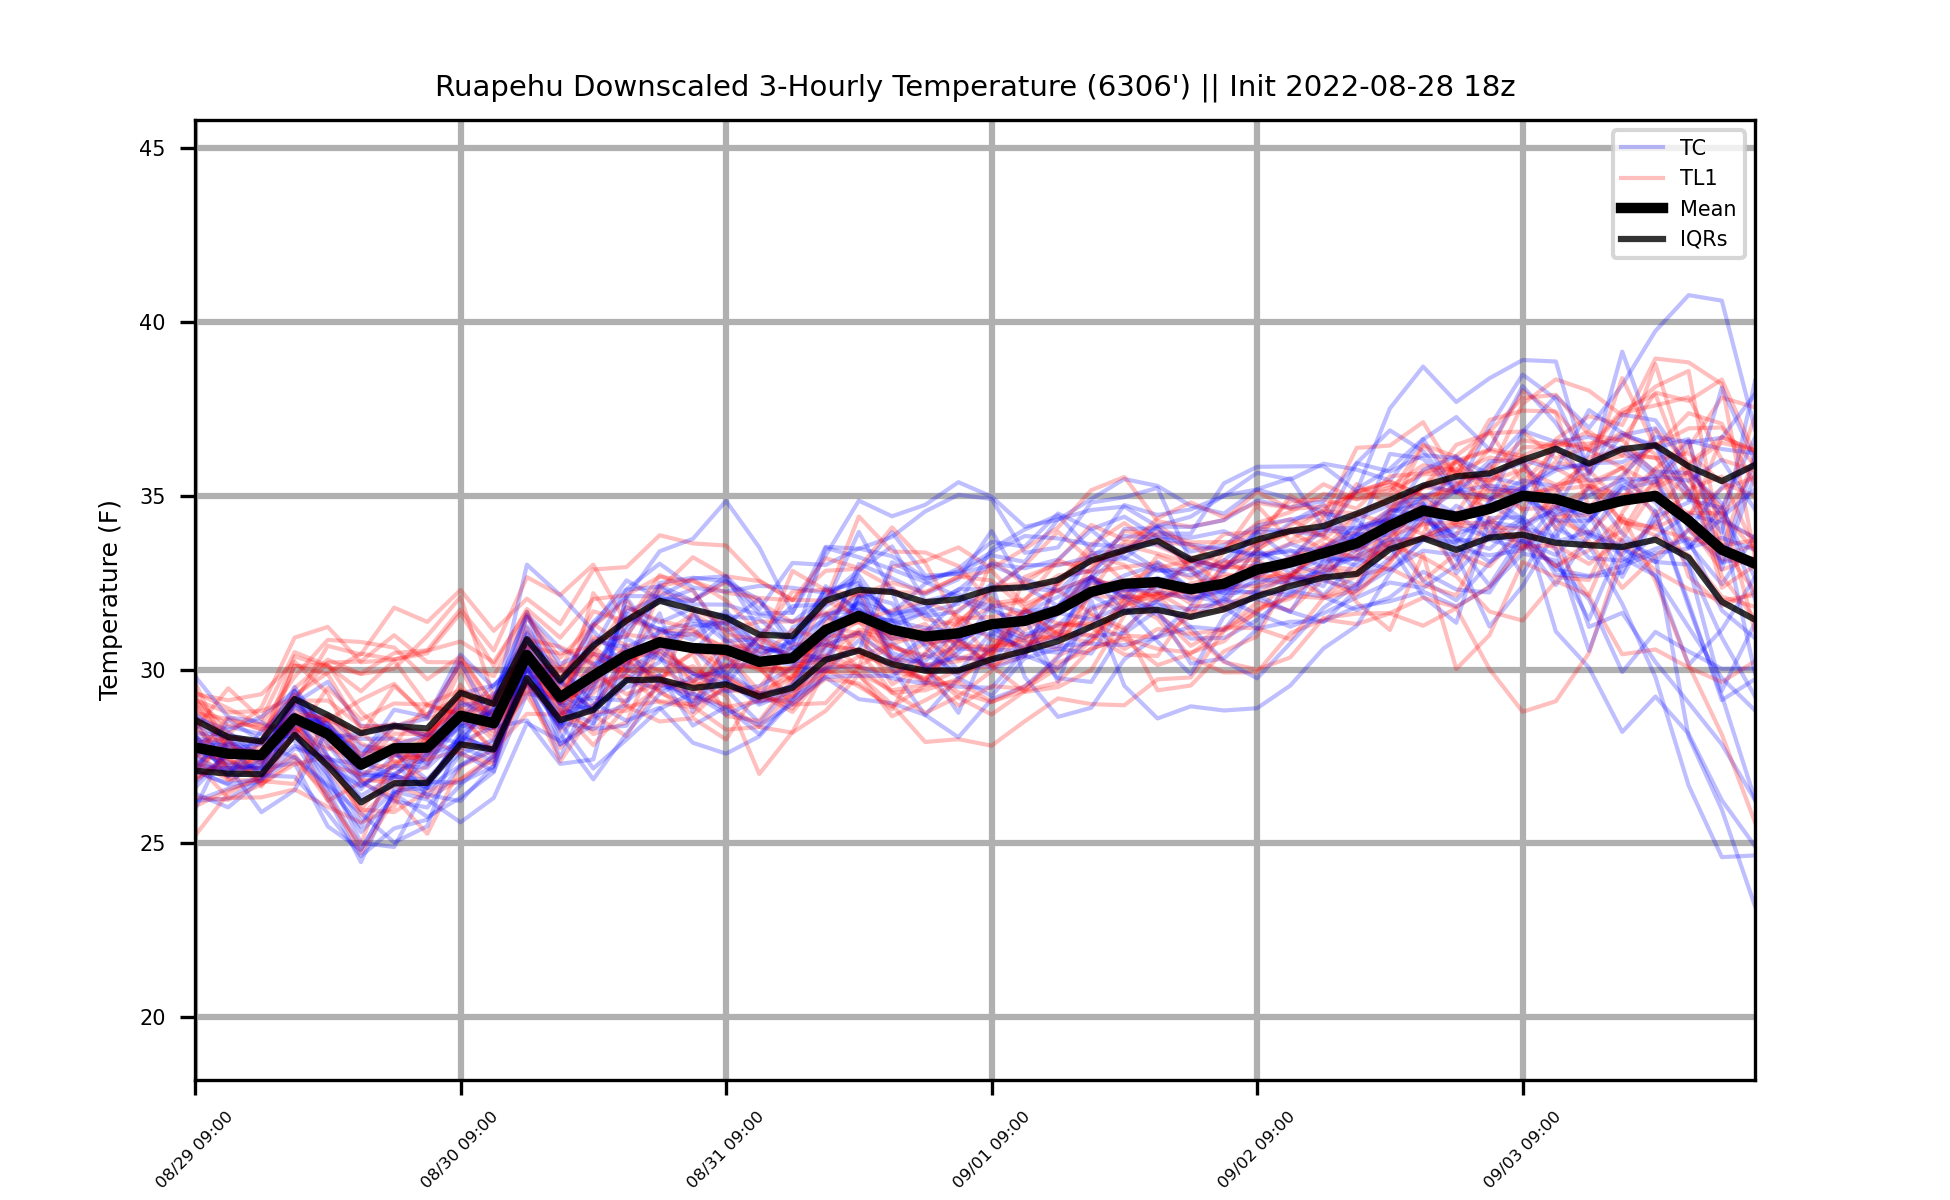 Ruapehu Downscaled 3-Hourly Temperature (6306') || Init 2022-08-28 18z
TC
TL1
Mean
IQRs
Temperature (F)
45
40
35
30
25
20
08/29 09:00
08/30 09:00
08/31 09:00
09/01 09:00
09/02 09:00
09/03 09:00